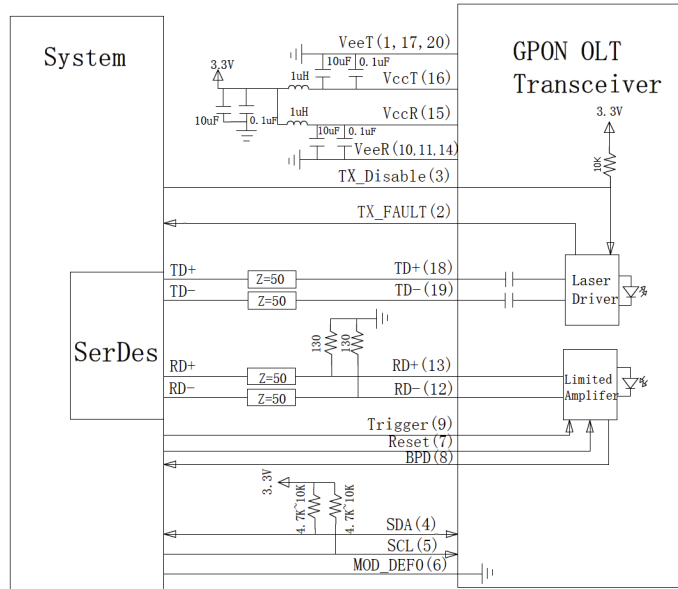 System
GPON OLT
Transceiver
VeeT(1,17,20)
3.3V
1uH
10uF
0.1uF
VccT(16)
10uF
0.1uF
1uH
VccR(15)
10uF
0.1uF
VeeR(10,11,14)
3.3V
10K
TX_Disable(3)
TX_FAULT(2)
SerDes
TD+
Z=50
TD+(18)
TD-
Z=50
TD-(19)
Laser
Driver
130
130
RD+
Z=50
RD+(13)
RD-
Z=50
RD-(12)
Limited
Amplifer
Trigger(9)
Reset(7)
BPD(8)
3.3V
4.7K~10K
4.7K~10K
SDA(4)
SCL(5)
MOD_DEF0(6)